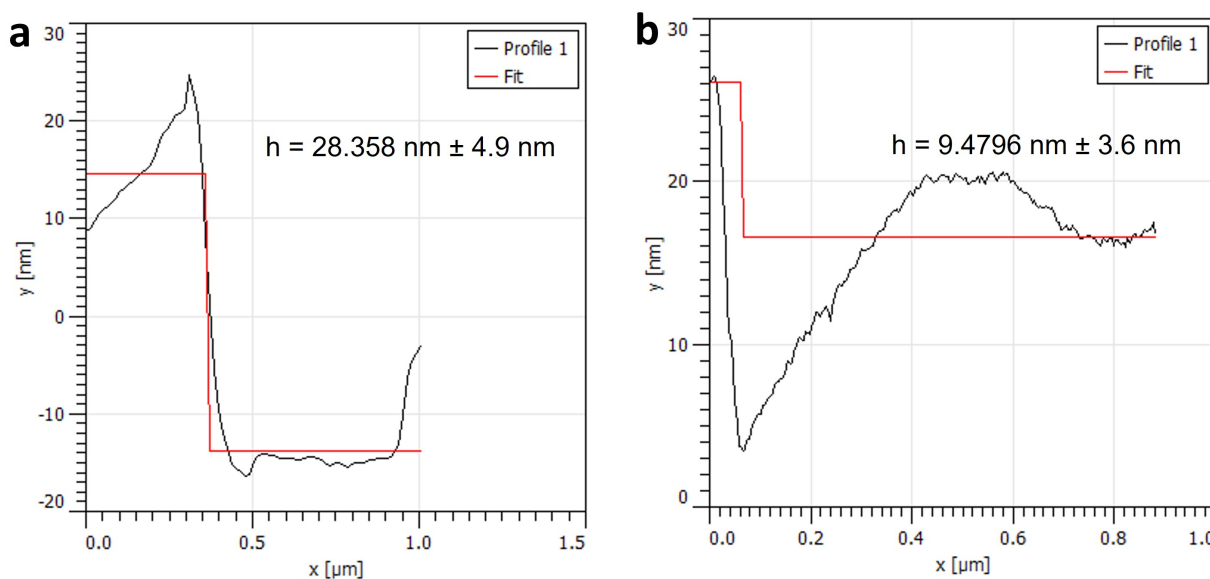 a
30
20
10
0
-10
-20
y [nm]
0.0 0.5 1.0 1.5
x [µm]
Profile 1
Fit
h = 28.358 nm ± 4.9 nm
b
30
20
10
0
y [nm]
0.0 0.2 0.4 0.6 0.8 1.0
x [µm]
Profile 1
Fit
h = 9.4796 nm ± 3.6 nm